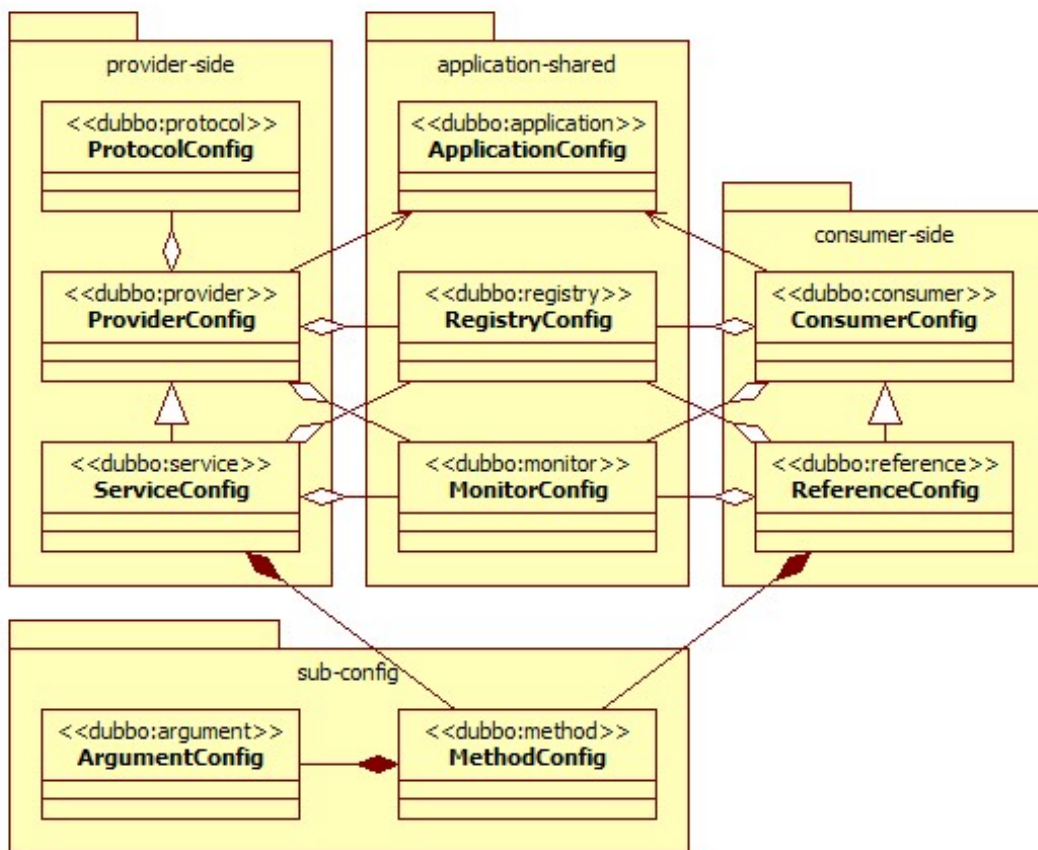 provider-side
<<dubbo:protocol>>
ProtocolConfig
<<dubbo:provider>>
ProviderConfig
<<dubbo:service>>
ServiceConfig
application-shared
<<dubbo:application>>
ApplicationConfig
<<dubbo:registry>>
RegistryConfig
<<dubbo:monitor>>
MonitorConfig
consumer-side
<<dubbo:consumer>>
ConsumerConfig
<<dubbo:reference>>
ReferenceConfig
sub-config
<<dubbo:argument>>
ArgumentConfig
<<dubbo:method>>
MethodConfig